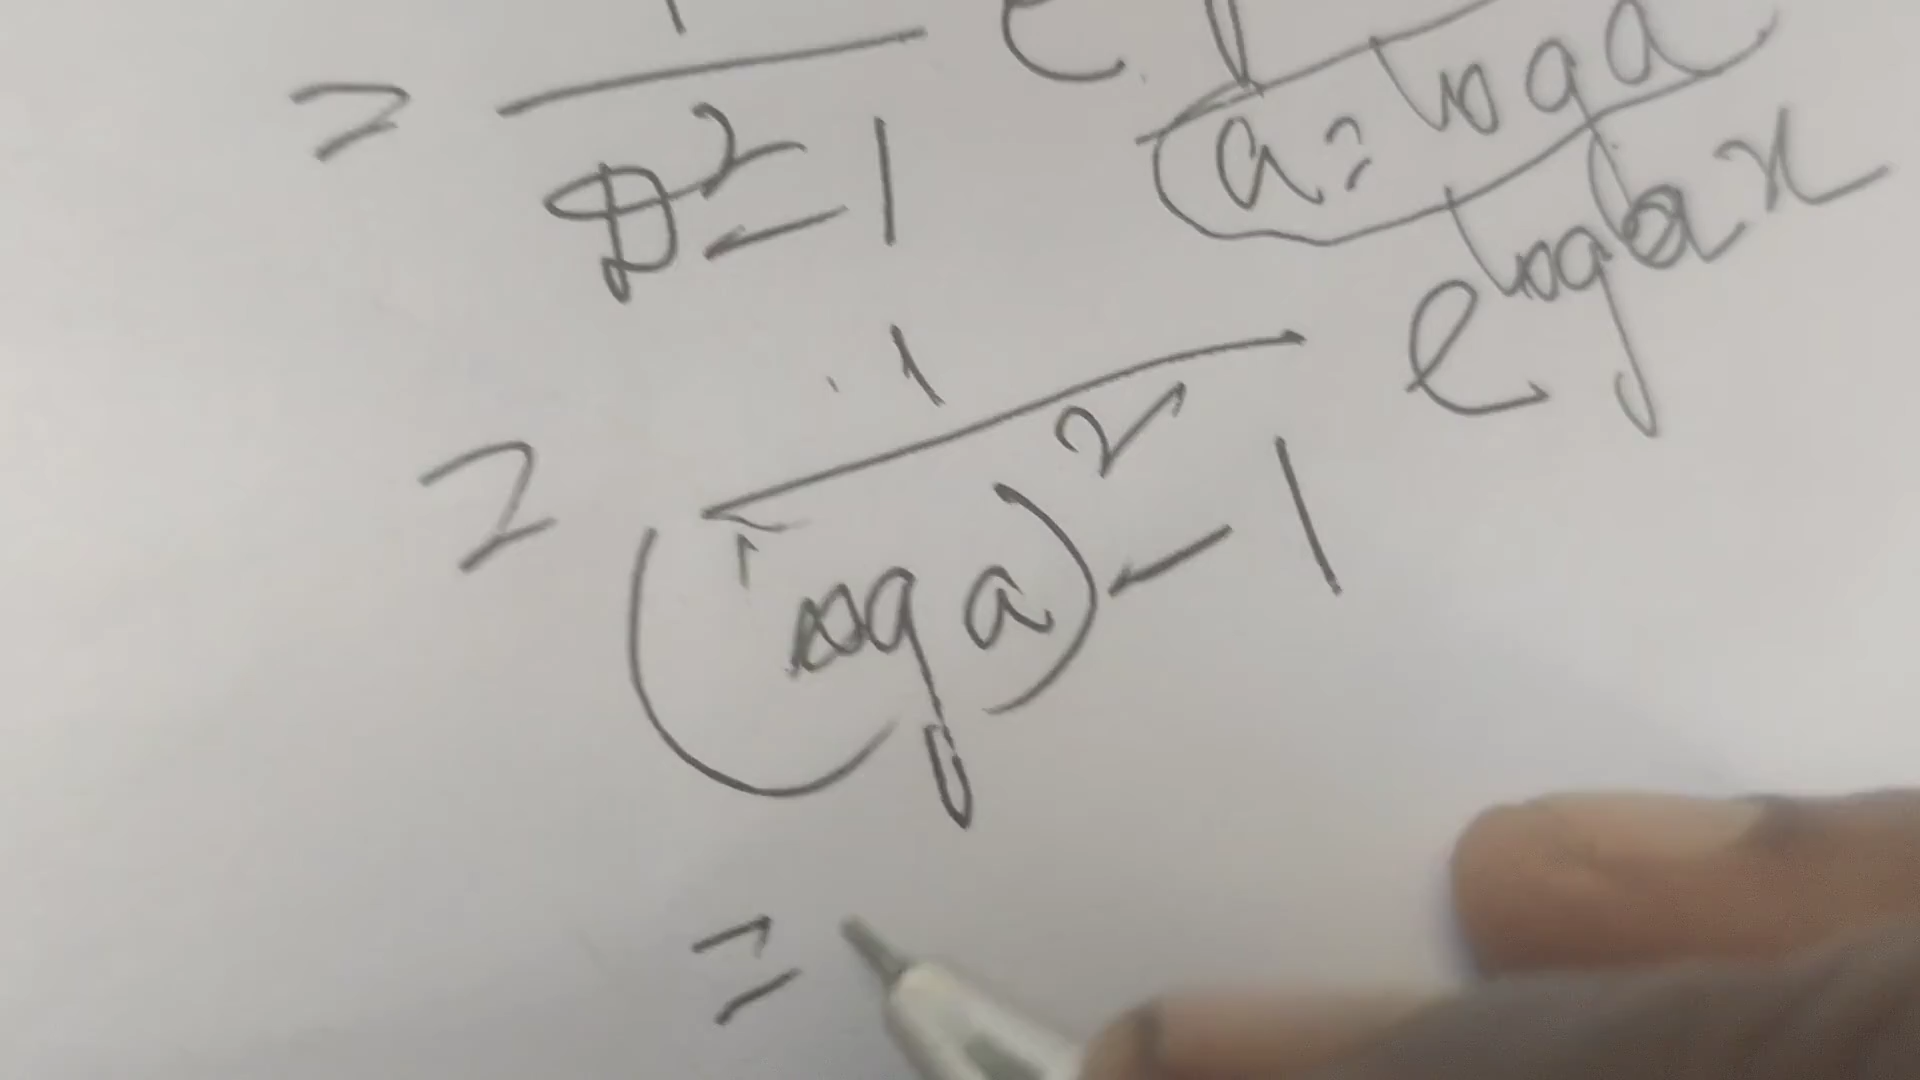 = 1/(D² - 1) e
a = log a
= 1/((log a)² - 1) e^(log a x)
=